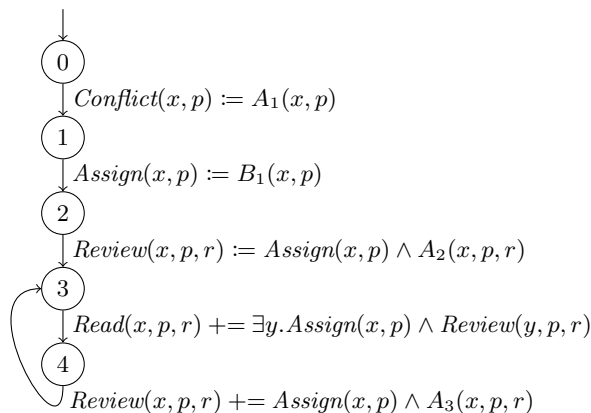 0
Conflict(x, p) := A₁(x, p)
1
Assign(x, p) := B₁(x, p)
2
Review(x, p, r) := Assign(x, p) ∧ A₂(x, p, r)
3
Read(x, p, r) += ∃y.Assign(x, p) ∧ Review(y, p, r)
4
Review(x, p, r) += Assign(x, p) ∧ A₃(x, p, r)